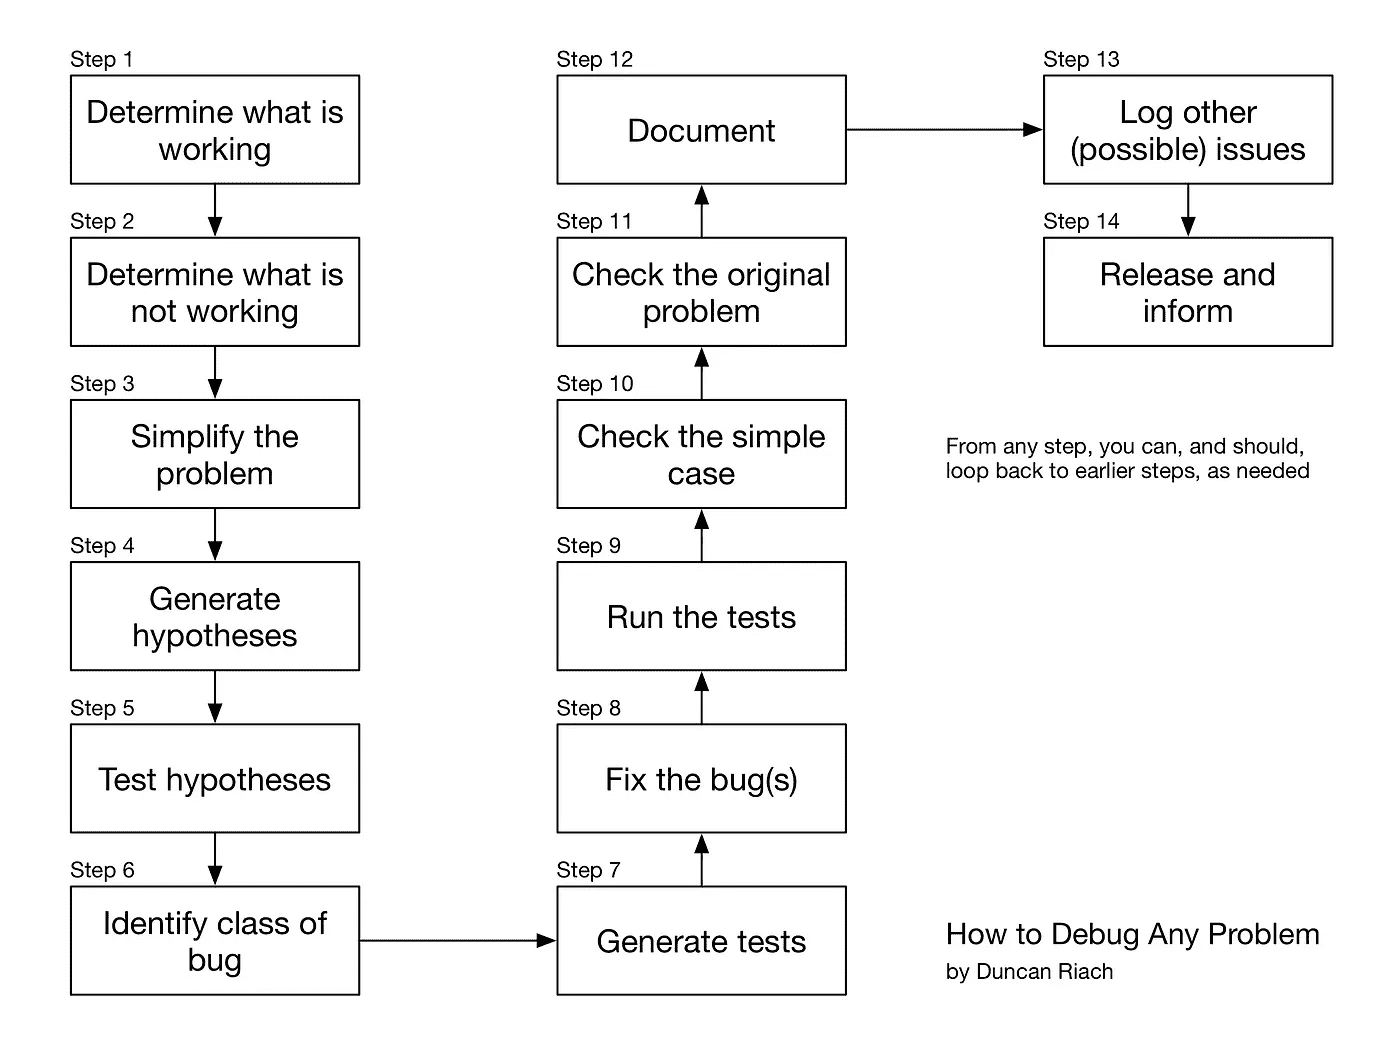 Step 1
Determine what is
working
Step 2
Determine what is
not working
Step 3
Simplify the
problem
Step 4
Generate
hypotheses
Step 5
Test hypotheses
Step 6
Identify class of
bug
Step 7
Generate tests
Step 8
Fix the bug(s)
Step 9
Run the tests
Step 10
Check the simple
case
Step 11
Check the original
problem
Step 12
Document
Step 13
Log other
(possible) issues
Step 14
Release and
inform
From any step, you can, and should,
loop back to earlier steps, as needed
How to Debug Any Problem
by Duncan Riach